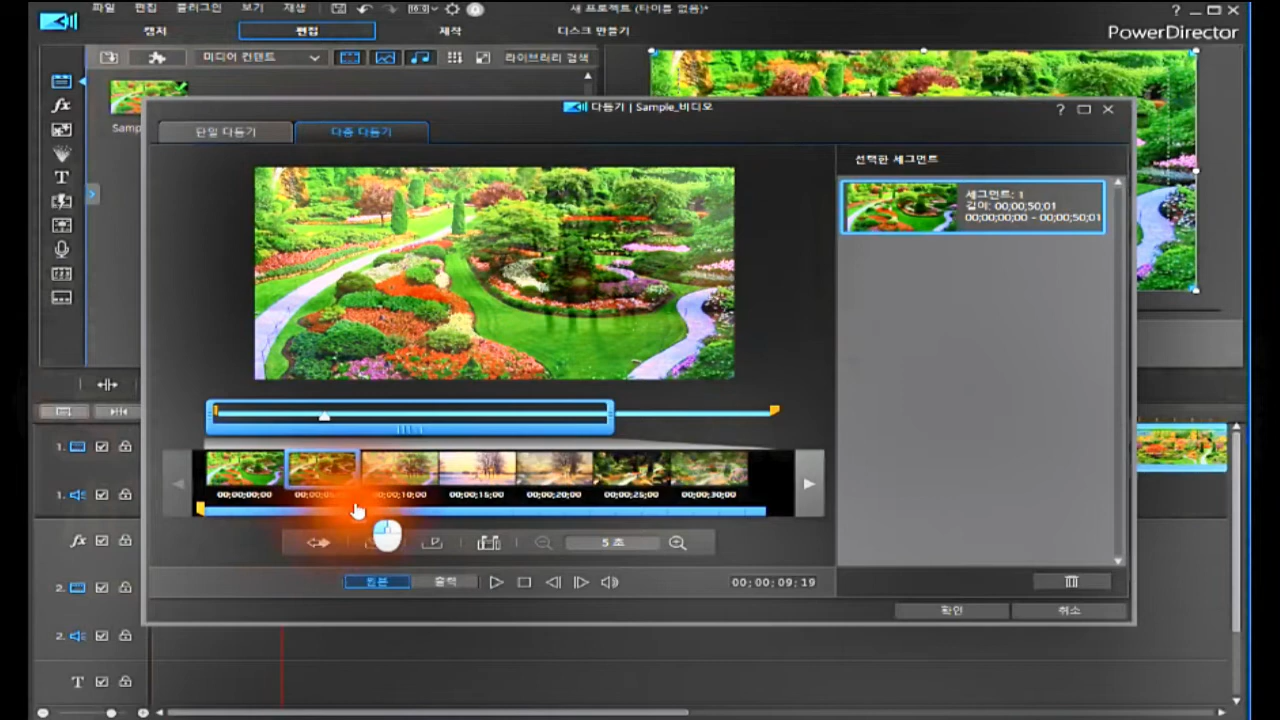 파일 편집 플러그인 보기 재생
새 프로젝트 (타이틀 없음)*
캡처 편집 제작 디스크 만들기
PowerDirector
미디어 컨텐트 라이브러리 검색
다듬기 | Sample_비디오
Sam
단일 다듬기 다중 다듬기
선택한 세그먼트
세그먼트: 1
길이: 00;00;50;01
00;00;00;00 - 00;00;50;01
00;00;00;00 00;00;10;00 00;00;15;00 00;00;20;00 00;00;25;00 00;00;30;00
5 초
원본 출력 00; 00; 09; 19
확인 취소
1.
1.
fx
2.
2.
T